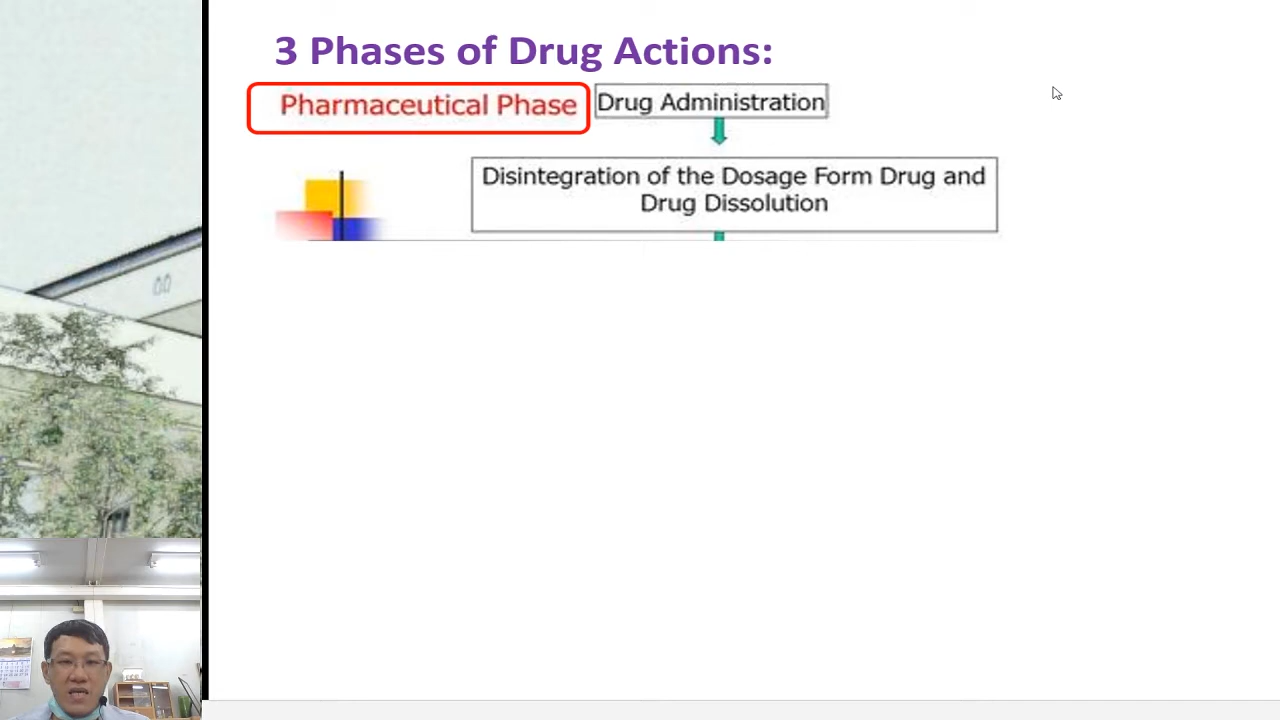 3 Phases of Drug Actions:
Pharmaceutical Phase
Drug Administration
Disintegration of the Dosage Form Drug and
Drug Dissolution